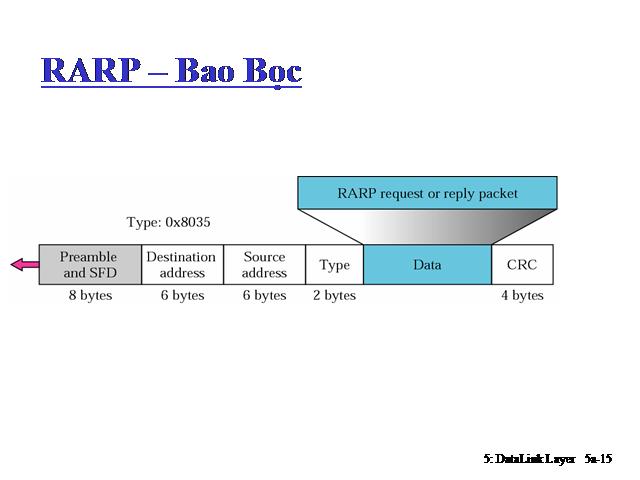 RARP – Bao Bọc
RARP request or reply packet
Type: 0x8035
Preamble and SFD
Destination address
Source address
Type
Data
CRC
8 bytes
6 bytes
6 bytes
2 bytes
4 bytes
5: DataLink Layer 5a-15